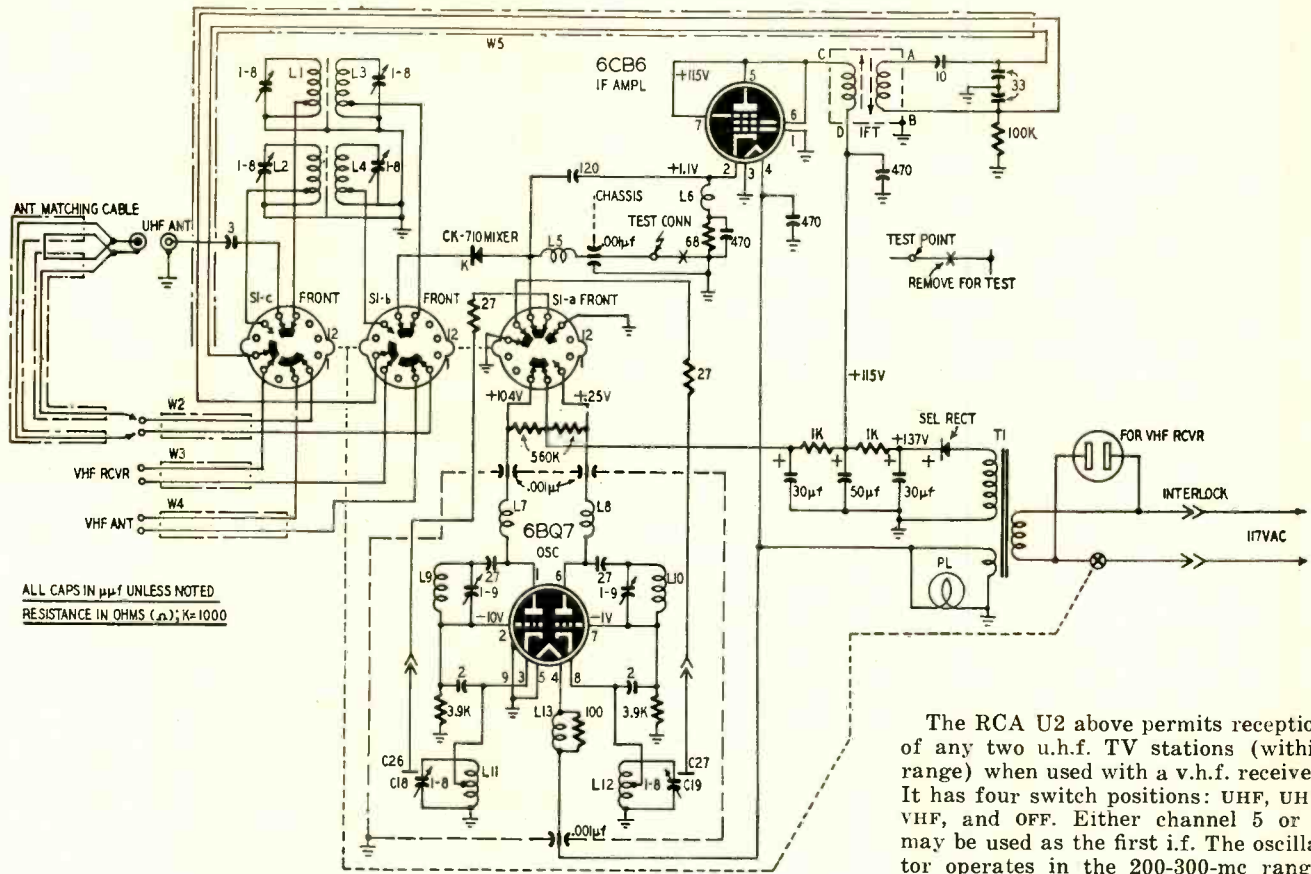 W5
1-8
L1
L3
1-8
1-8
L2
L4
1-8
6CB6
IF AMPL
+115V
5
7
6
1
2
3
4
C
A
D
IFT
B
10
33
100K
470
120
+1.1V
L6
CHASSIS
TEST CONN
68
470
470
.001µf
L5
CK-710 MIXER
K
ANT MATCHING CABLE
UHF ANT
3
S1-c
FRONT
12
1
S1-b
FRONT
12
1
27
S1-a FRONT
12
1
27
TEST POINT
REMOVE FOR TEST
+104V
+.25V
W2
W3
VHF RCVR
W4
VHF ANT
560K
.001µf
+115V
1K
1K
+137V
SEL RECT
T1
FOR VHF RCVR
INTERLOCK
117VAC
30µf
50µf
30µf
PL
L7
L8
6BQ7
OSC
L9
27
1-9
1
6
27
1-9
L10
-10V
2
-1V
7
ALL CAPS IN µµf UNLESS NOTED
RESISTANCE IN OHMS (Ω); K=1000
2
9
3
5
4
8
2
3.9K
3.9K
L13
100
C26
C18
1-8
L11
L12
1-8
C27
C19
.001µf
The RCA U2 above permits receptio
of any two u.h.f. TV stations (withi
range) when used with a v.h.f. receive
It has four switch positions: UHF, UH
VHF, and OFF. Either channel 5 or
may be used as the first i.f. The oscilla
tor operates in the 200-300-mc rang